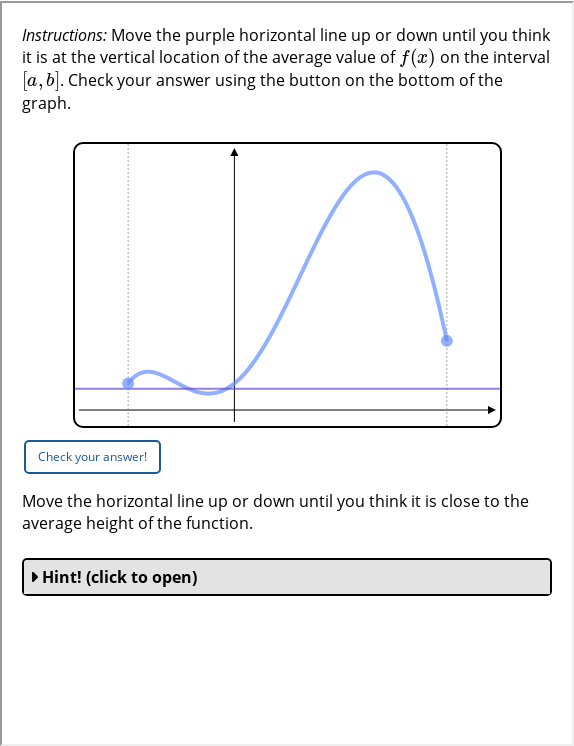 Instructions: Move the purple horizontal line up or down until you think
it is at the vertical location of the average value of f(x) on the interval
[a, b]. Check your answer using the button on the bottom of the
graph.
Check your answer!
Move the horizontal line up or down until you think it is close to the
average height of the function.
Hint! (click to open)